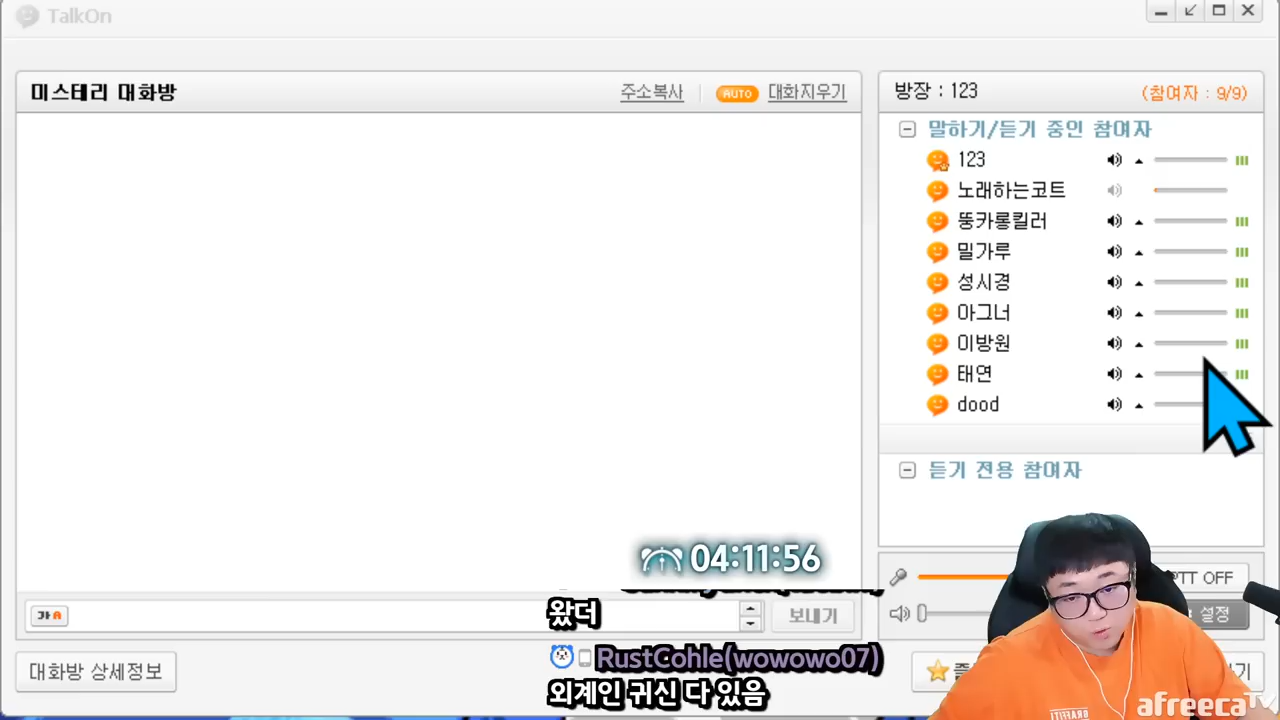 TalkOn
미스테리 대화방
주소복사
AUTO 대화지우기
방장 : 123
(참여자 : 9/9)
말하기/듣기 중인 참여자
123
노래하는코트
뚱카롱킬러
밀가루
성시경
아그너
이방원
태연
dood
듣기 전용 참여자
04:11:56
PTT OFF
왔더
가A
보내기
설정
RustCohle(wowowo07)
외계인 귀신 다 있음
대화방 상세정보
GRAFFITI
afreecaTV